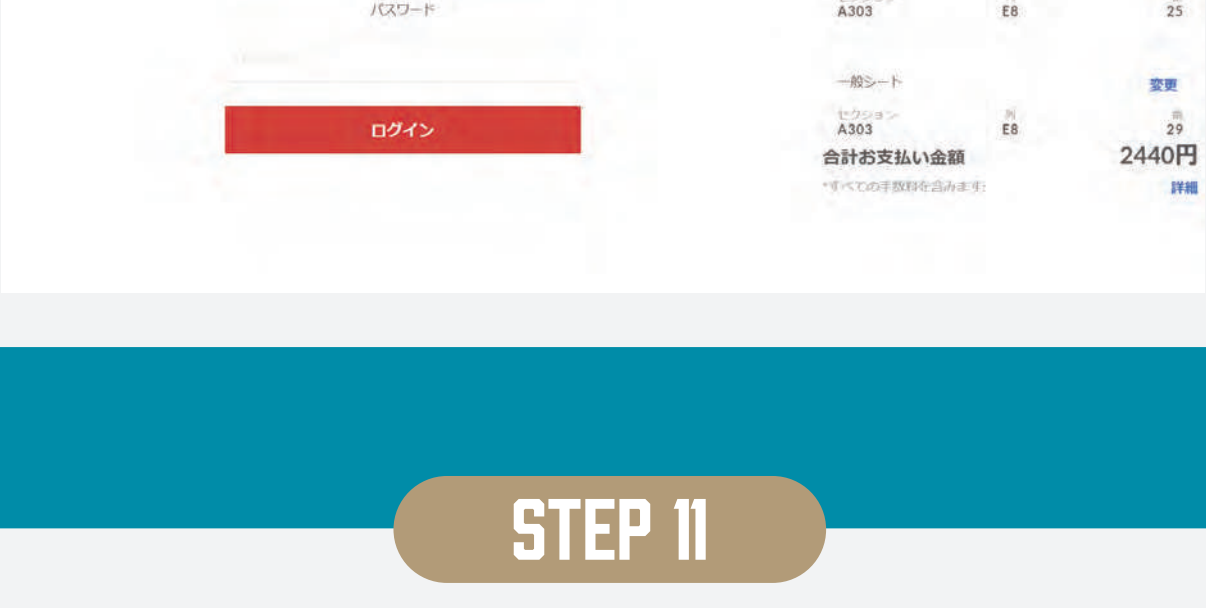 パスワード
ログイン
A303 E8 25
一般シート 変更
セクション 列 席
A303 E8 29
合計お支払い金額 2440円
*すべての手数料を含みます: 詳細
STEP 11